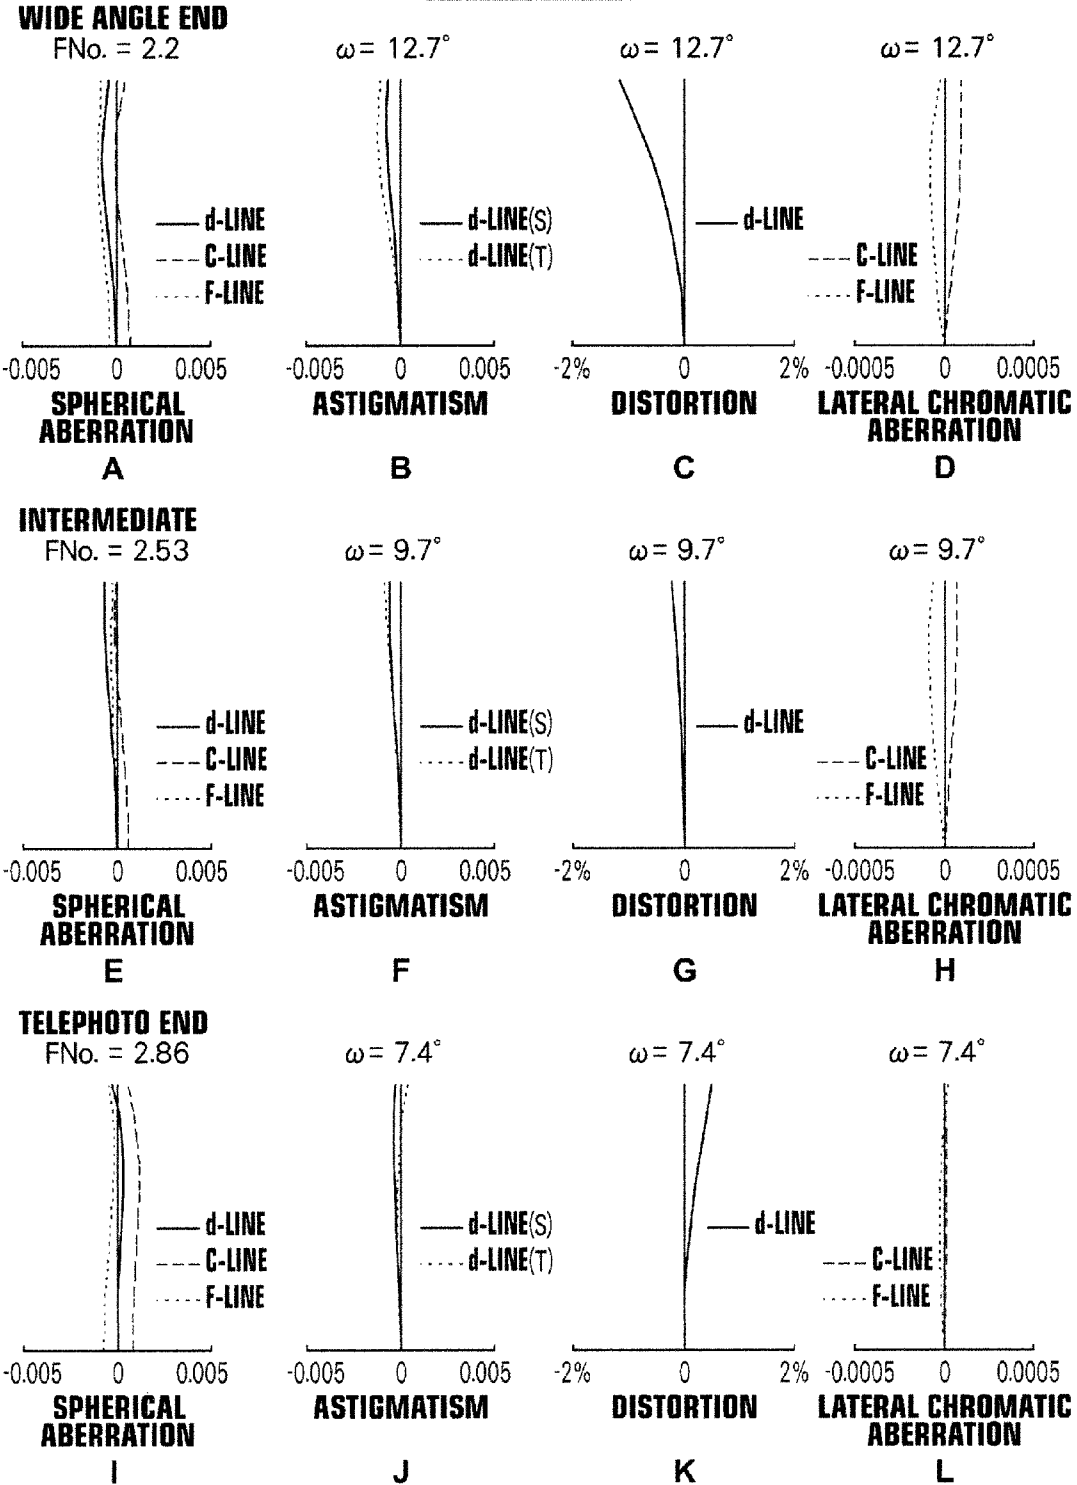 WIDE ANGLE END
FNo. = 2.2 ω= 12.7° ω= 12.7° ω= 12.7°
d-LINE d-LINE(S) d-LINE
C-LINE d-LINE(T) C-LINE
F-LINE F-LINE
-0.005 0 0.005 -0.005 0 0.005 -2% 0 2% -0.0005 0 0.0005
SPHERICAL ASTIGMATISM DISTORTION LATERAL CHROMATIC
ABERRATION ABERRATION
A B C D
INTERMEDIATE
FNo. = 2.53 ω= 9.7° ω= 9.7° ω= 9.7°
d-LINE d-LINE(S) d-LINE
C-LINE d-LINE(T) C-LINE
F-LINE F-LINE
-0.005 0 0.005 -0.005 0 0.005 -2% 0 2% -0.0005 0 0.0005
SPHERICAL ASTIGMATISM DISTORTION LATERAL CHROMATIC
ABERRATION ABERRATION
E F G H
TELEPHOTO END
FNo. = 2.86 ω= 7.4° ω= 7.4° ω= 7.4°
d-LINE d-LINE(S) d-LINE
C-LINE d-LINE(T) C-LINE
F-LINE F-LINE
-0.005 0 0.005 -0.005 0 0.005 -2% 0 2% -0.0005 0 0.0005
SPHERICAL ASTIGMATISM DISTORTION LATERAL CHROMATIC
ABERRATION ABERRATION
I J K L